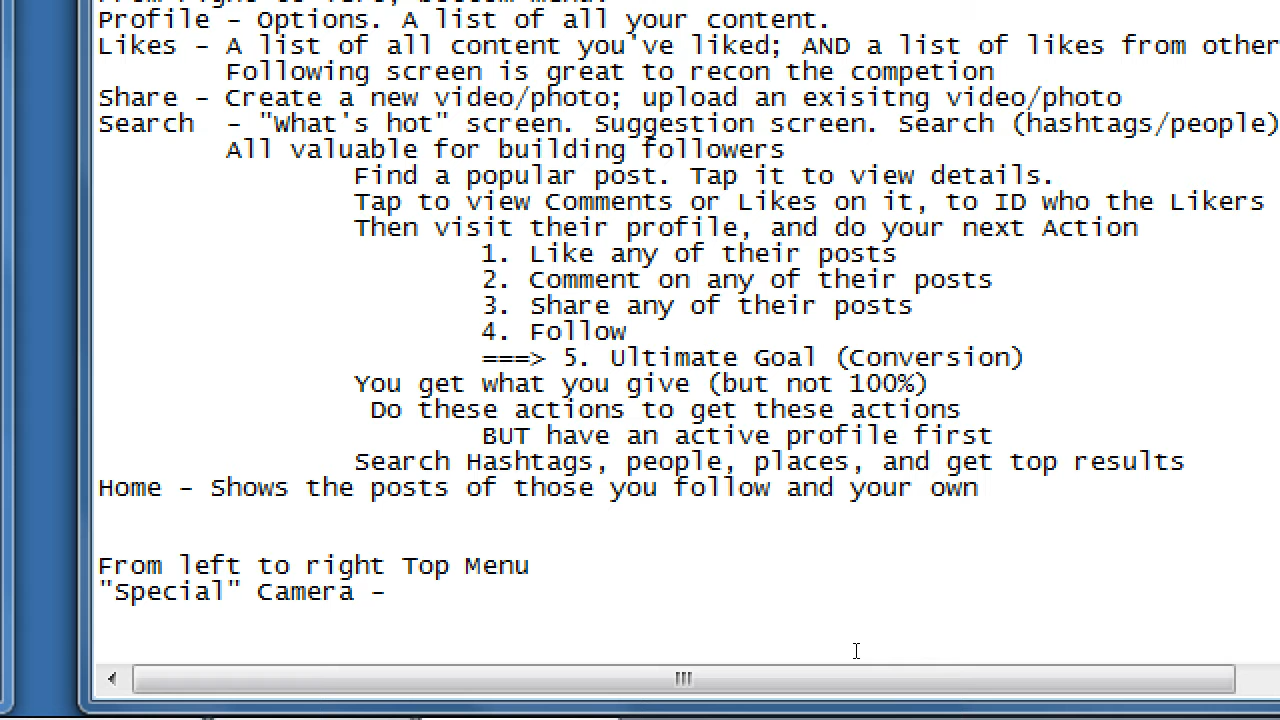 From right to left, bottom menu:
Profile - Options. A list of all your content.
Likes - A list of all content you've liked; AND a list of likes from other
Following screen is great to recon the competion
Share - Create a new video/photo; upload an exisitng video/photo
Search - "What's hot" screen. Suggestion screen. Search (hashtags/people)
All valuable for building followers
Find a popular post. Tap it to view details.
Tap to view Comments or Likes on it, to ID who the Likers
Then visit their profile, and do your next Action
1. Like any of their posts
2. Comment on any of their posts
3. Share any of their posts
4. Follow
===> 5. Ultimate Goal (Conversion)
You get what you give (but not 100%)
Do these actions to get these actions
BUT have an active profile first
Search Hashtags, people, places, and get top results
Home - Shows the posts of those you follow and your own
From left to right Top Menu
"Special" Camera -